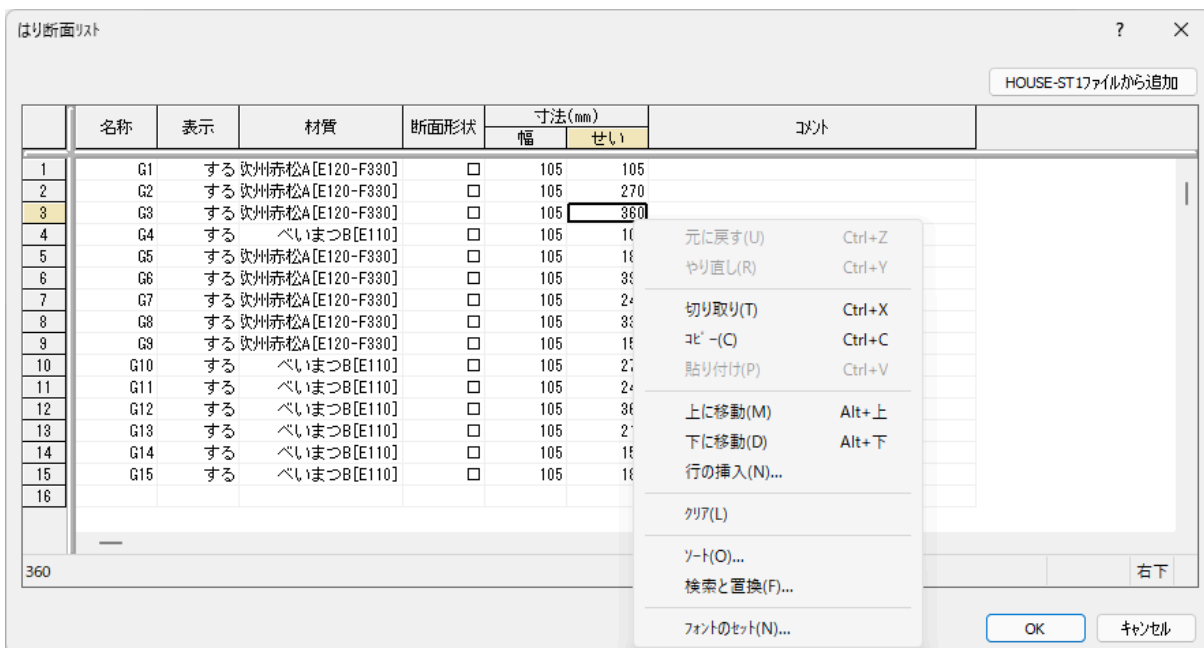 はり断面リスト ? ×
HOUSE-ST1ファイルから追加
名称 表示 材質 断面形状 寸法(mm) コメント
幅 せい
1 G1 する 欧州赤松A[E120-F330] □ 105 105
2 G2 する 欧州赤松A[E120-F330] □ 105 270
3 G3 する 欧州赤松A[E120-F330] □ 105 360
4 G4 する べいまつB[E110] □ 105
5 G5 する 欧州赤松A[E120-F330] □ 105
6 G6 する 欧州赤松A[E120-F330] □ 105
7 G7 する 欧州赤松A[E120-F330] □ 105
8 G8 する 欧州赤松A[E120-F330] □ 105
9 G9 する 欧州赤松A[E120-F330] □ 105
10 G10 する べいまつB[E110] □ 105
11 G11 する べいまつB[E110] □ 105
12 G12 する べいまつB[E110] □ 105
13 G13 する べいまつB[E110] □ 105
14 G14 する べいまつB[E110] □ 105
15 G15 する べいまつB[E110] □ 105
16
元に戻す(U) Ctrl+Z
やり直し(R) Ctrl+Y
切り取り(T) Ctrl+X
コピー(C) Ctrl+C
貼り付け(P) Ctrl+V
上に移動(M) Alt+上
下に移動(D) Alt+下
行の挿入(N)...
クリア(L)
ソート(O)...
検索と置換(F)...
フォントのセット(N)...
360 右下
OK キャンセル